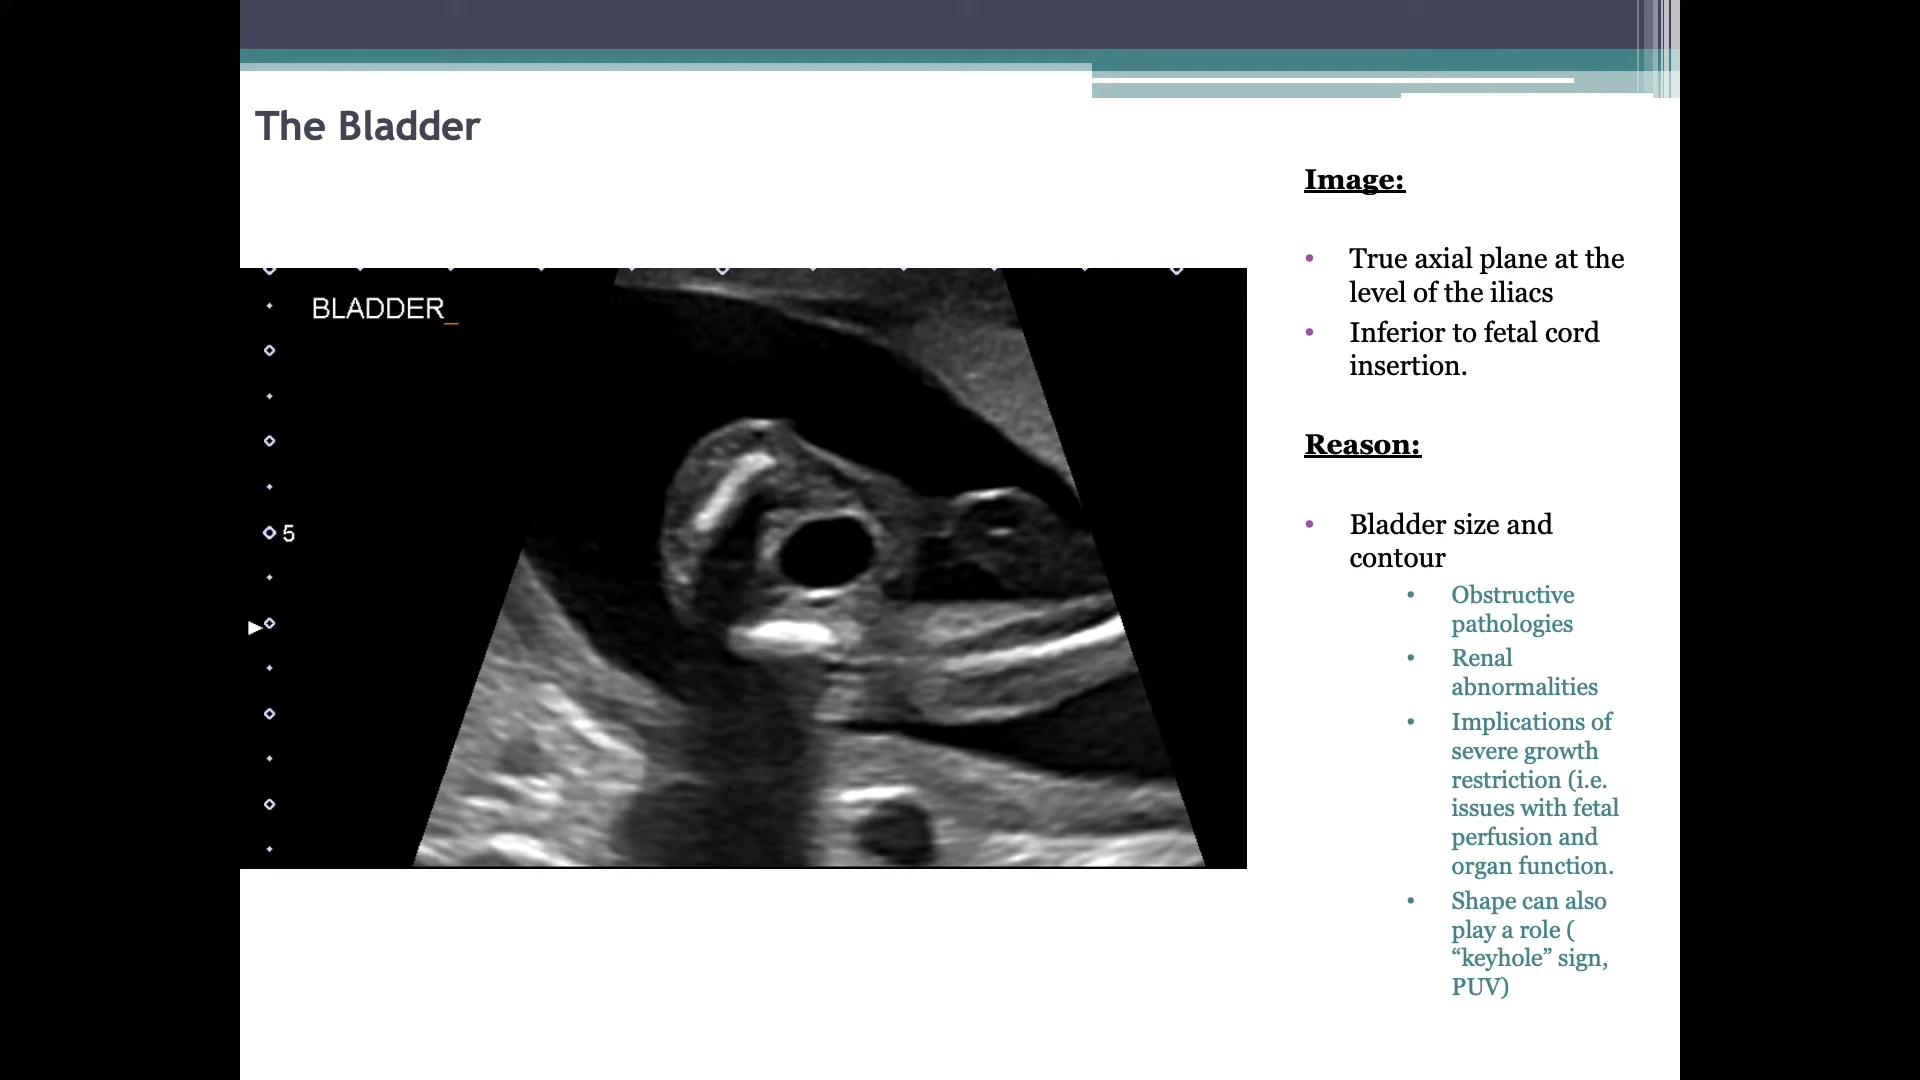 The Bladder
BLADDER_
5
Image:
• True axial plane at the
level of the iliacs
• Inferior to fetal cord
insertion.
Reason:
• Bladder size and
contour
• Obstructive
pathologies
• Renal
abnormalities
• Implications of
severe growth
restriction (i.e.
issues with fetal
perfusion and
organ function.
• Shape can also
play a role (
“keyhole” sign,
PUV)